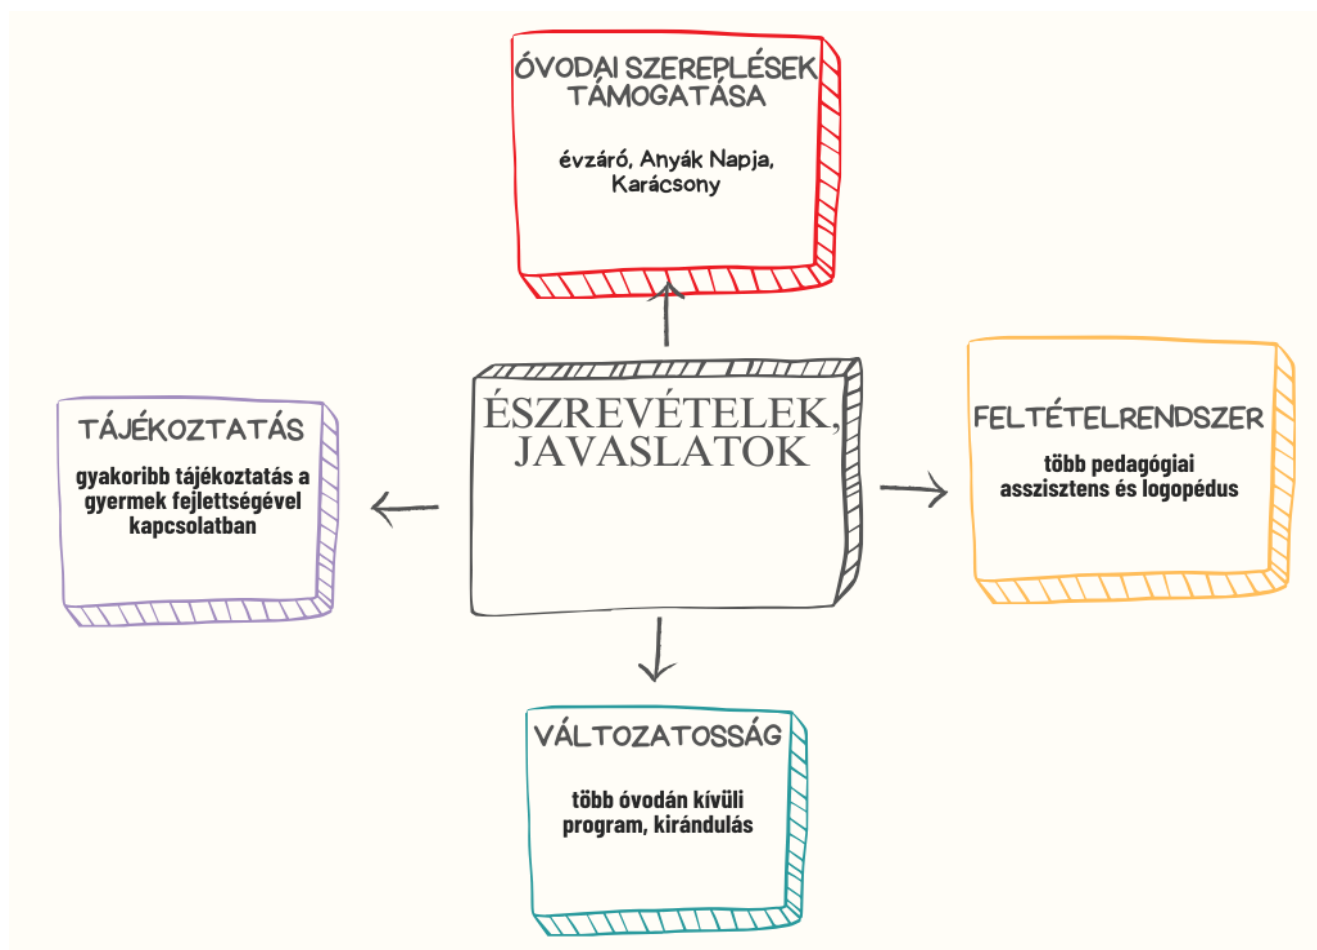 ÓVODAI SZEREPLÉSEK
TÁMOGATÁSA
évzáró, Anyák Napja,
Karácsony
ÉSZREVÉTELEK,
JAVASLATOK
TÁJÉKOZTATÁS
gyakoribb tájékoztatás a
gyermek fejlettségével
kapcsolatban
FELTÉTELRENDSZER
több pedagógiai
asszisztens és logopédus
VÁLTOZATOSSÁG
több óvodán kívüli
program, kirándulás